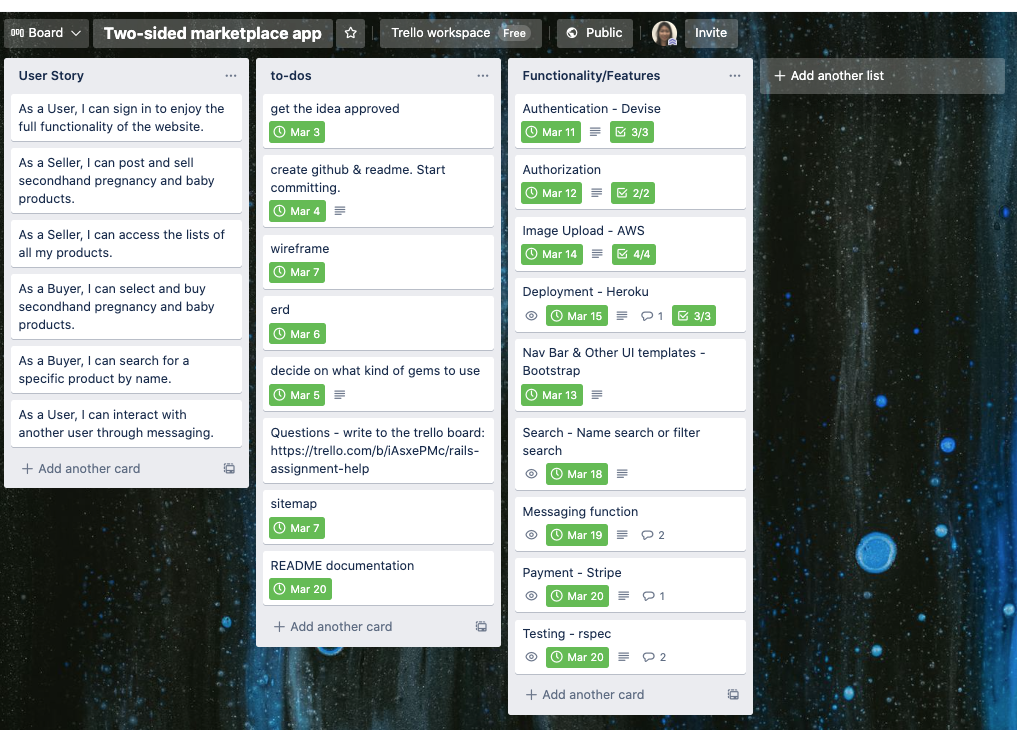 Board
Two-sided marketplace app
Trello workspace
Free
Public
Invite
User Story
As a User, I can sign in to enjoy the
full functionality of the website.
As a Seller, I can post and sell
secondhand pregnancy and baby
products.
As a Seller, I can access the lists of
all my products.
As a Buyer, I can select and buy
secondhand pregnancy and baby
products.
As a Buyer, I can search for a
specific product by name.
As a User, I can interact with
another user through messaging.
+ Add another card
to-dos
get the idea approved
Mar 3
create github & readme. Start
committing.
Mar 4
wireframe
Mar 7
erd
Mar 6
decide on what kind of gems to use
Mar 5
Questions - write to the trello board:
https://trello.com/b/iAsxePMc/rails-
assignment-help
sitemap
Mar 7
README documentation
Mar 20
+ Add another card
Functionality/Features
Authentication - Devise
Mar 11 3/3
Authorization
Mar 12 2/2
Image Upload - AWS
Mar 14 4/4
Deployment - Heroku
Mar 15 1 3/3
Nav Bar & Other UI templates -
Bootstrap
Mar 13
Search - Name search or filter
search
Mar 18
Messaging function
Mar 19 2
Payment - Stripe
Mar 20 1
Testing - rspec
Mar 20 2
+ Add another card
+ Add another list